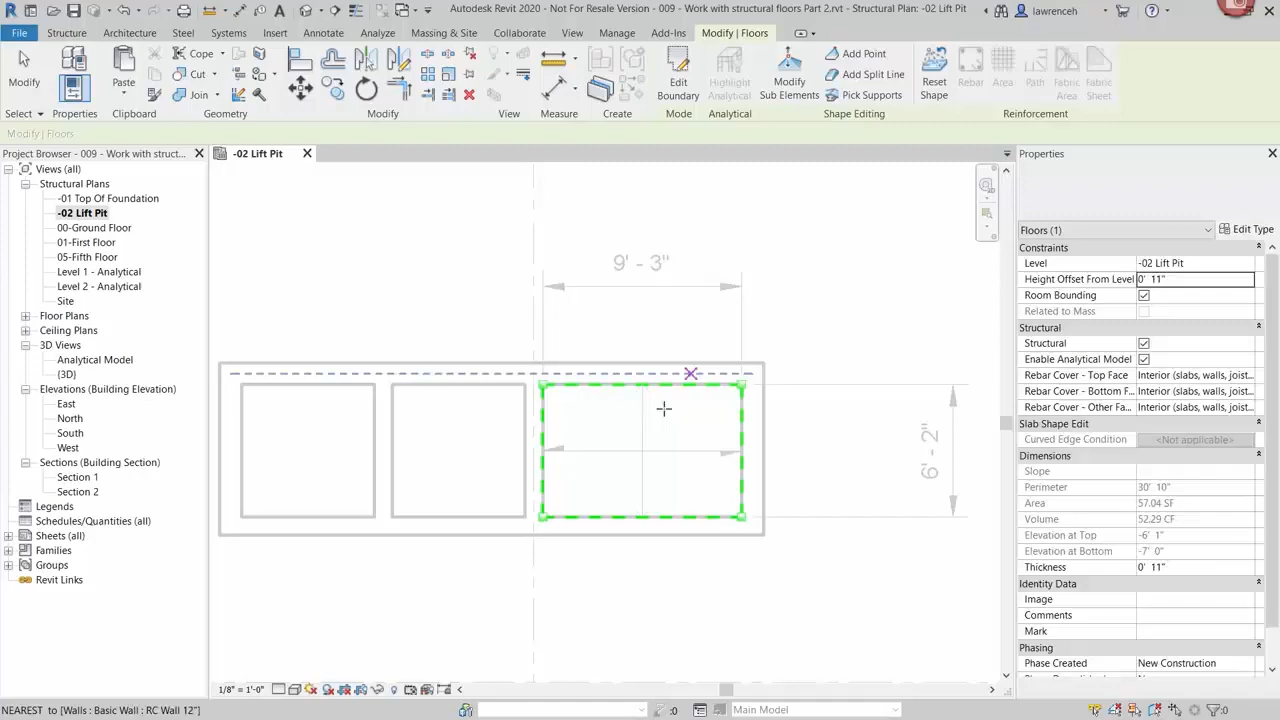 Autodesk Revit 2020 - Not For Resale Version - 009 - Work with structural floors Part 2.rvt - Structural Plan: -02 Lift Pit
lawrenceh
File Structure Architecture Steel Systems Insert Annotate Analyze Massing & Site Collaborate View Manage Add-Ins Modify | Floors
Cope
Cut
Join
Modify
Paste
Edit
Boundary
Highlight
Analytical
Modify
Sub Elements
Add Point
Add Split Line
Pick Supports
Reset
Shape
Rebar
Area
Path
Fabric
Area
Fabric
Sheet
Select Properties Clipboard Geometry Modify View Measure Create Mode Analytical Shape Editing Reinforcement
Modify | Floors
Project Browser - 009 - Work with struct...
Views (all)
Structural Plans
-01 Top Of Foundation
-02 Lift Pit
00-Ground Floor
01-First Floor
05-Fifth Floor
Level 1 - Analytical
Level 2 - Analytical
Site
Floor Plans
Ceiling Plans
3D Views
Analytical Model
{3D}
Elevations (Building Elevation)
East
North
South
West
Sections (Building Section)
Section 1
Section 2
Legends
Schedules/Quantities (all)
Sheets (all)
Families
Groups
Revit Links
-02 Lift Pit
9' - 3"
6' - 2"
1/8" = 1'-0"
Properties
Floors (1)
Edit Type
Constraints
Level -02 Lift Pit
Height Offset From Level 0' 11"
Room Bounding
Related to Mass
Structural
Structural
Enable Analytical Model
Rebar Cover - Top Face Interior (slabs, walls, joist...
Rebar Cover - Bottom F... Interior (slabs, walls, joist...
Rebar Cover - Other Fa... Interior (slabs, walls, joist...
Slab Shape Edit
Curved Edge Condition <Not applicable>
Dimensions
Slope
Perimeter 30' 10"
Area 57.04 SF
Volume 52.29 CF
Elevation at Top -6' 1"
Elevation at Bottom -7' 0"
Thickness 0' 11"
Identity Data
Image
Comments
Mark
Phasing
Phase Created New Construction
NEAREST to [Walls : Basic Wall : RC Wall 12"]
:0
Main Model
:0